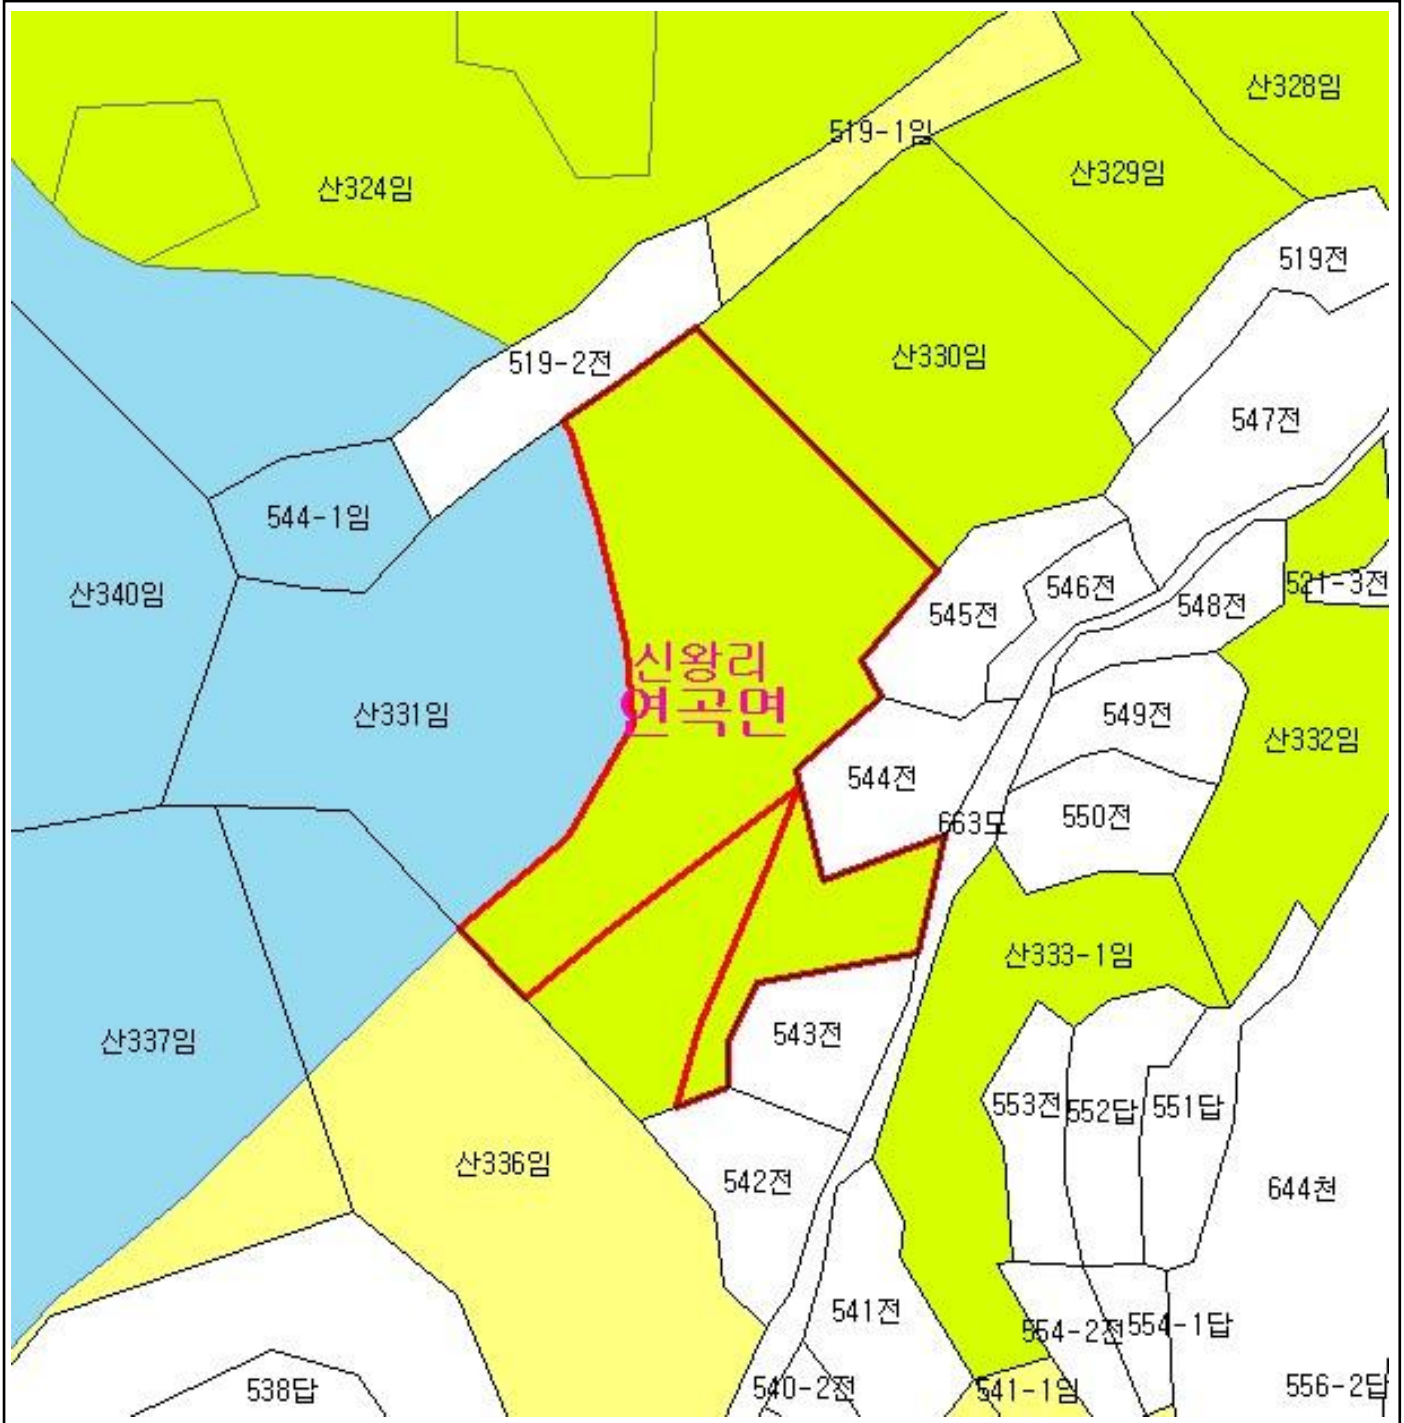 산328임
519-1임
산329임
산324임
519전
산330임
519-2전
547전
544-1임
521-3전
546전
산340임
548전
545전
신왕리
연곡면
549전
산331임
산332임
544전
550전
663도
산333-1임
543전
산337임
553전
552답
551답
산336임
542전
644천
541전
554-2전
554-1답
538답
540-2전
541-1임
556-2답